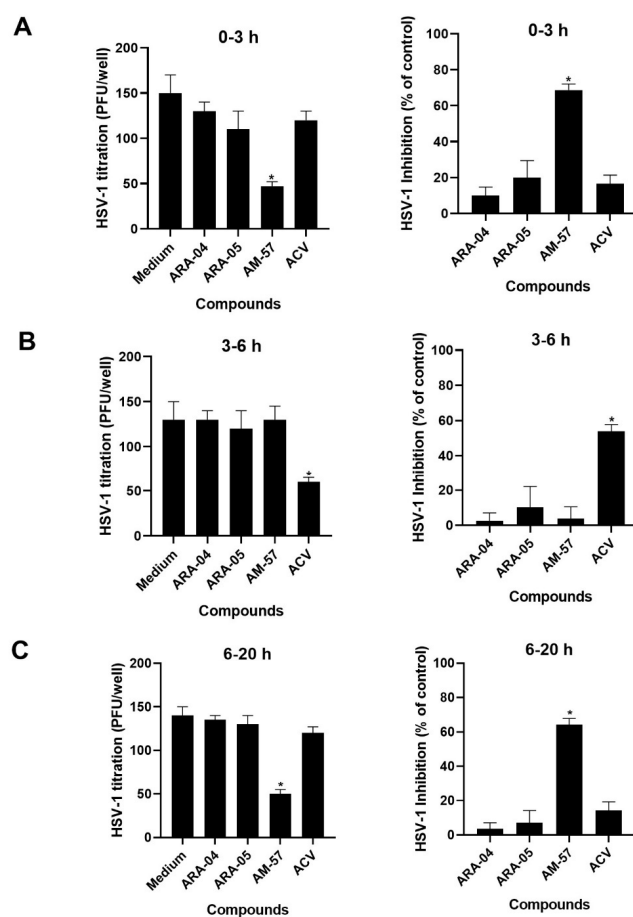 A
0-3 h
HSV-1 titration (PFU/well)
200
150
100
50
0
*
Medium
ARA-04
ARA-05
AM-57
ACV
Compounds
0-3 h
HSV-1 Inhibition (% of control)
100
80
60
40
20
0
*
ARA-04
ARA-05
AM-57
ACV
Compounds
B
3-6 h
HSV-1 titration (PFU/well)
200
150
100
50
0
*
Medium
ARA-04
ARA-05
AM-57
ACV
Compounds
3-6 h
HSV-1 Inhibition (% of control)
100
80
60
40
20
0
*
ARA-04
ARA-05
AM-57
ACV
Compounds
C
6-20 h
HSV-1 titration (PFU/well)
200
150
100
50
0
*
Medium
ARA-04
ARA-05
AM-57
ACV
Compounds
6-20 h
HSV-1 Inhibition (% of control)
100
80
60
40
20
0
*
ARA-04
ARA-05
AM-57
ACV
Compounds